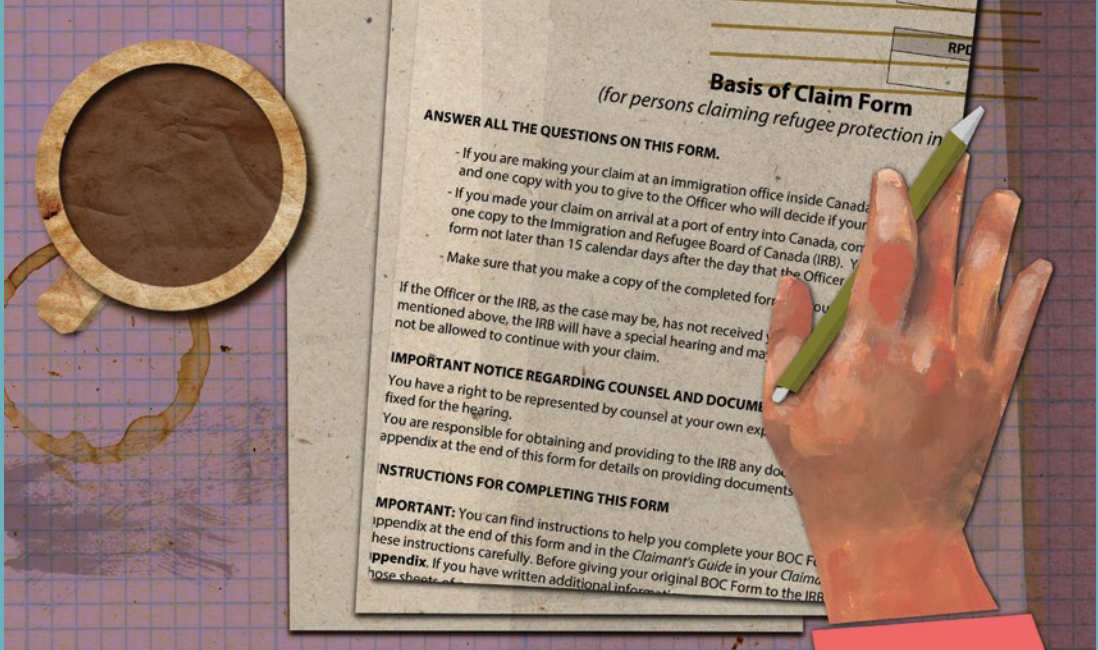 RPD
Basis of Claim Form
(for persons claiming refugee protection in
ANSWER ALL THE QUESTIONS ON THIS FORM.
- If you are making your claim at an immigration office inside Canada
and one copy with you to give to the Officer who will decide if your
- If you made your claim on arrival at a port of entry into Canada, com
one copy to the Immigration and Refugee Board of Canada (IRB). Y
form not later than 15 calendar days after the day that the Officer
- Make sure that you make a copy of the completed for
If the Officer or the IRB, as the case may be, has not received
mentioned above, the IRB will have a special hearing and ma
not be allowed to continue with your claim.
IMPORTANT NOTICE REGARDING COUNSEL AND DOCUME
You have a right to be represented by counsel at your own exp
fixed for the hearing.
You are responsible for obtaining and providing to the IRB any doc
appendix at the end of this form for details on providing documents
NSTRUCTIONS FOR COMPLETING THIS FORM
MPORTANT: You can find instructions to help you complete your BOC F
ppendix at the end of this form and in the Claimant's Guide in your Claima
hese instructions carefully. Before giving your original BOC Form to the IRB
ppendix. If you have written additional informati
hose sheets of